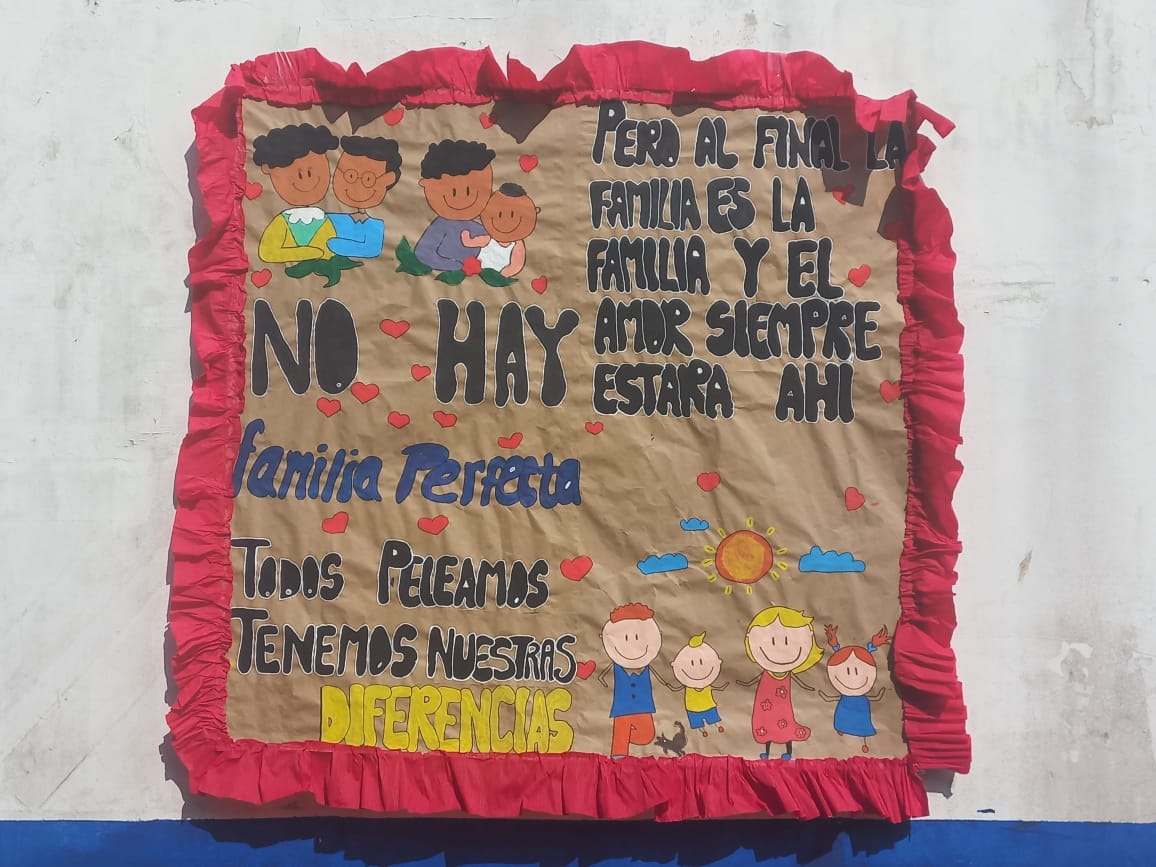 NO HAY
familia Perfecta
TODOS PELEAMOS
TENEMOS NUESTRAS
DIFERENCIAS
PERO AL FINAL LA
FAMILIA ES LA
FAMILIA Y EL
AMOR SIEMPRE
ESTARA AHI